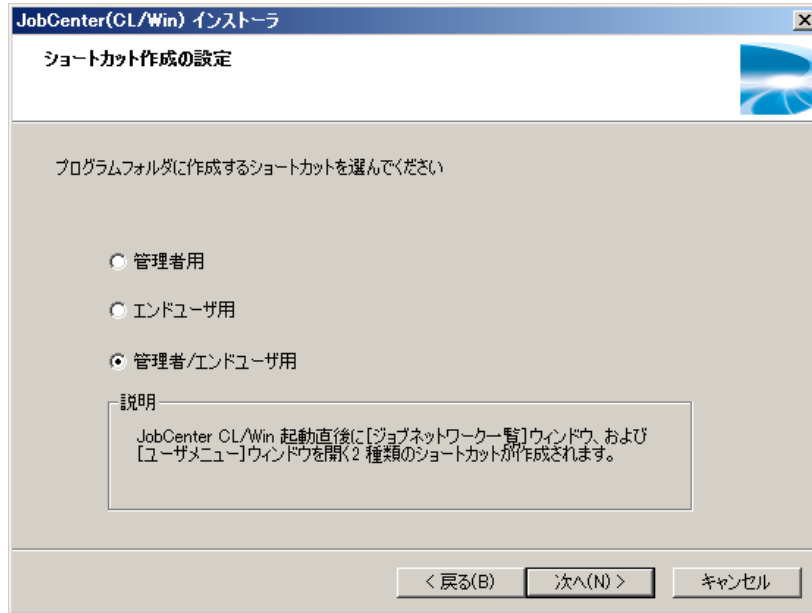 JobCenter(CL/Win) インストーラ
ショートカット作成の設定
プログラムフォルダに作成するショートカットを選んでください
管理者用
エンドユーザ用
管理者/エンドユーザ用
説明
JobCenter CL/Win 起動直後に[ジョブネットワーク一覧]ウィンドウ、および
[ユーザメニュー]ウィンドウを開く2 種類のショートカットが作成されます。
< 戻る(B)
次へ(N) >
キャンセル